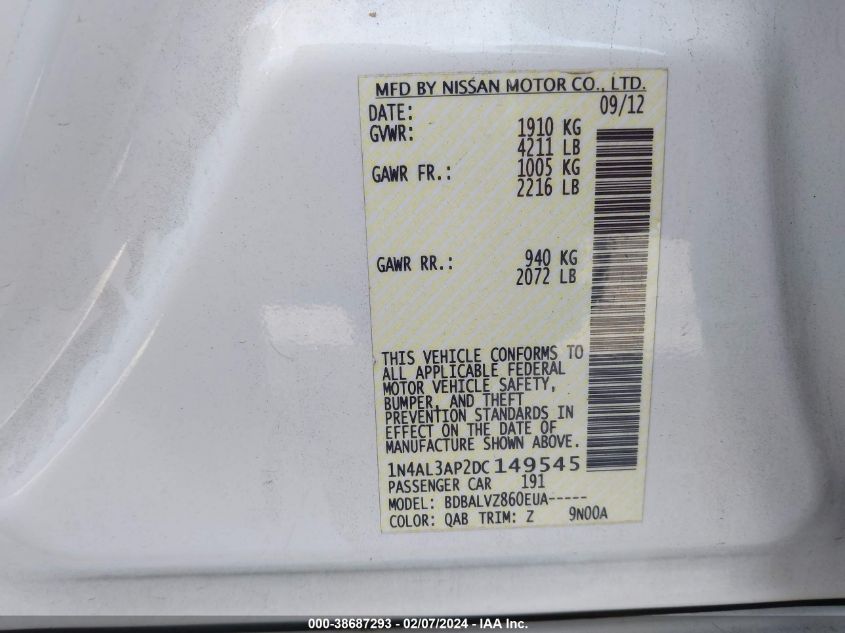 MFD BY NISSAN MOTOR CO., LTD.
DATE: 09/12
GVWR: 1910 KG
4211 LB
GAWR FR.: 1005 KG
2216 LB
GAWR RR.: 940 KG
2072 LB
THIS VEHICLE CONFORMS TO
ALL APPLICABLE FEDERAL
MOTOR VEHICLE SAFETY,
BUMPER, AND THEFT
PREVENTION STANDARDS IN
EFFECT ON THE DATE OF
MANUFACTURE SHOWN ABOVE.
1N4AL3AP2DC149545
PASSENGER CAR 191
MODEL: BDBALVZ860EUA-----
COLOR: QAB TRIM: Z 9N00A
000-38687293 - 02/07/2024 - IAA Inc.